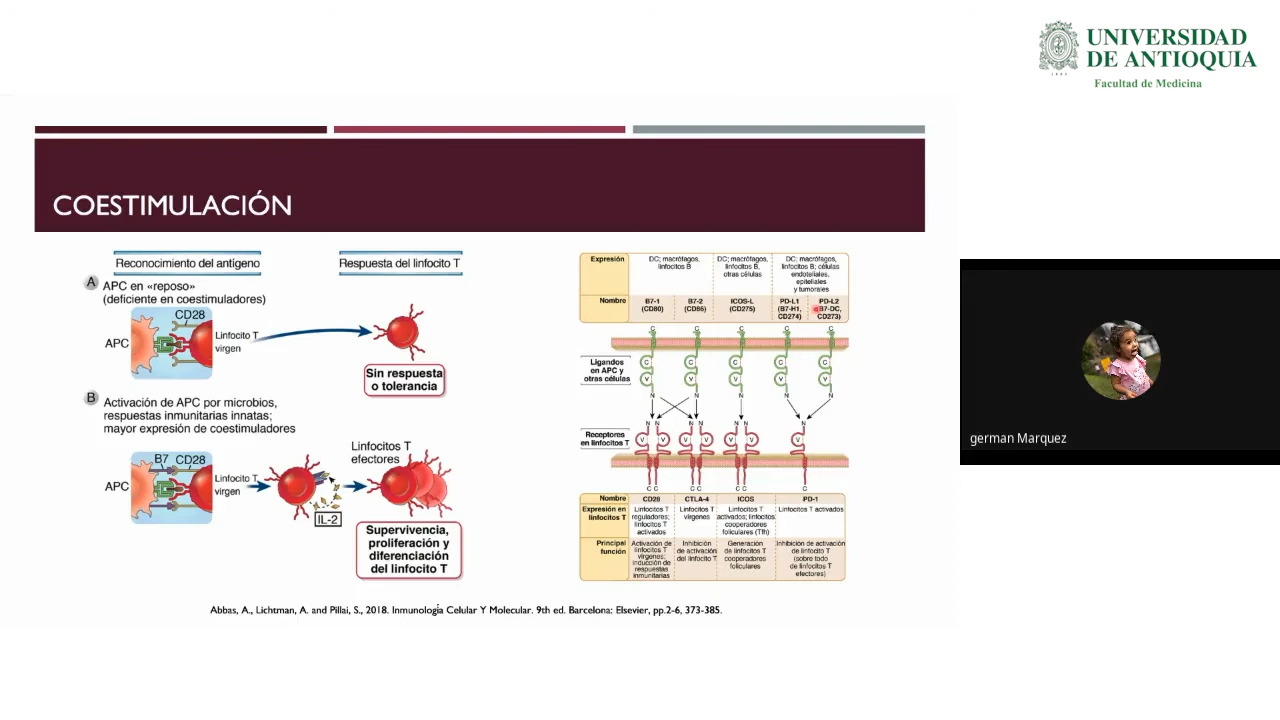 UNIVERSIDAD
DE ANTIOQUIA
Facultad de Medicina
1803
COESTIMULACIÓN
Reconocimiento del antígeno
Respuesta del linfocito T
A
APC en «reposo»
(deficiente en coestimuladores)
CD28
APC
Linfocito T
virgen
Sin respuesta
o tolerancia
B
Activación de APC por microbios,
respuestas inmunitarias innatas;
mayor expresión de coestimuladores
B7 CD28
APC
Linfocito T
virgen
IL-2
Linfocitos T
efectores
Supervivencia,
proliferación y
diferenciación
del linfocito T
Expresión
DC; macrófagos,
linfocitos B
DC; macrófagos,
linfocitos B,
otras células
DC; macrófagos,
linfocitos B; células
endoteliales,
epiteliales
y tumorales
Nombre
B7-1
(CD80)
B7-2
(CD86)
ICOS-L
(CD275)
PD-L1
(B7-H1,
CD274)
PD-L2
B7-DC,
CD273)
C C C C C
Ligandos
en APC y
otras células
C C C C C
V V V V V
N N N N N
N N N N N N N
Receptores
en linfocitos T
V V V V V V V
C C C C C C C
Nombre
CD28
CTLA-4
ICOS
PD-1
Expresión en
linfocitos T
Linfocitos T
reguladores;
linfocitos T
activados
Linfocitos T
vírgenes
Linfocitos T
activados; linfocitos
cooperadores
foliculares (Tfh)
Linfocitos T activados
Principal
función
Activación de
linfocitos T
vírgenes;
inducción de
respuestas
inmunitarias
Inhibición
de activación
del linfocito T
Generación
de linfocitos T
cooperadores
foliculares
Inhibición de activación
de linfocito T
(sobre todo
de linfocitos T
efectores)
Abbas, A., Lichtman, A. and Pillai, S., 2018. Inmunología Celular Y Molecular. 9th ed. Barcelona: Elsevier, pp.2-6, 373-385.
german Marquez